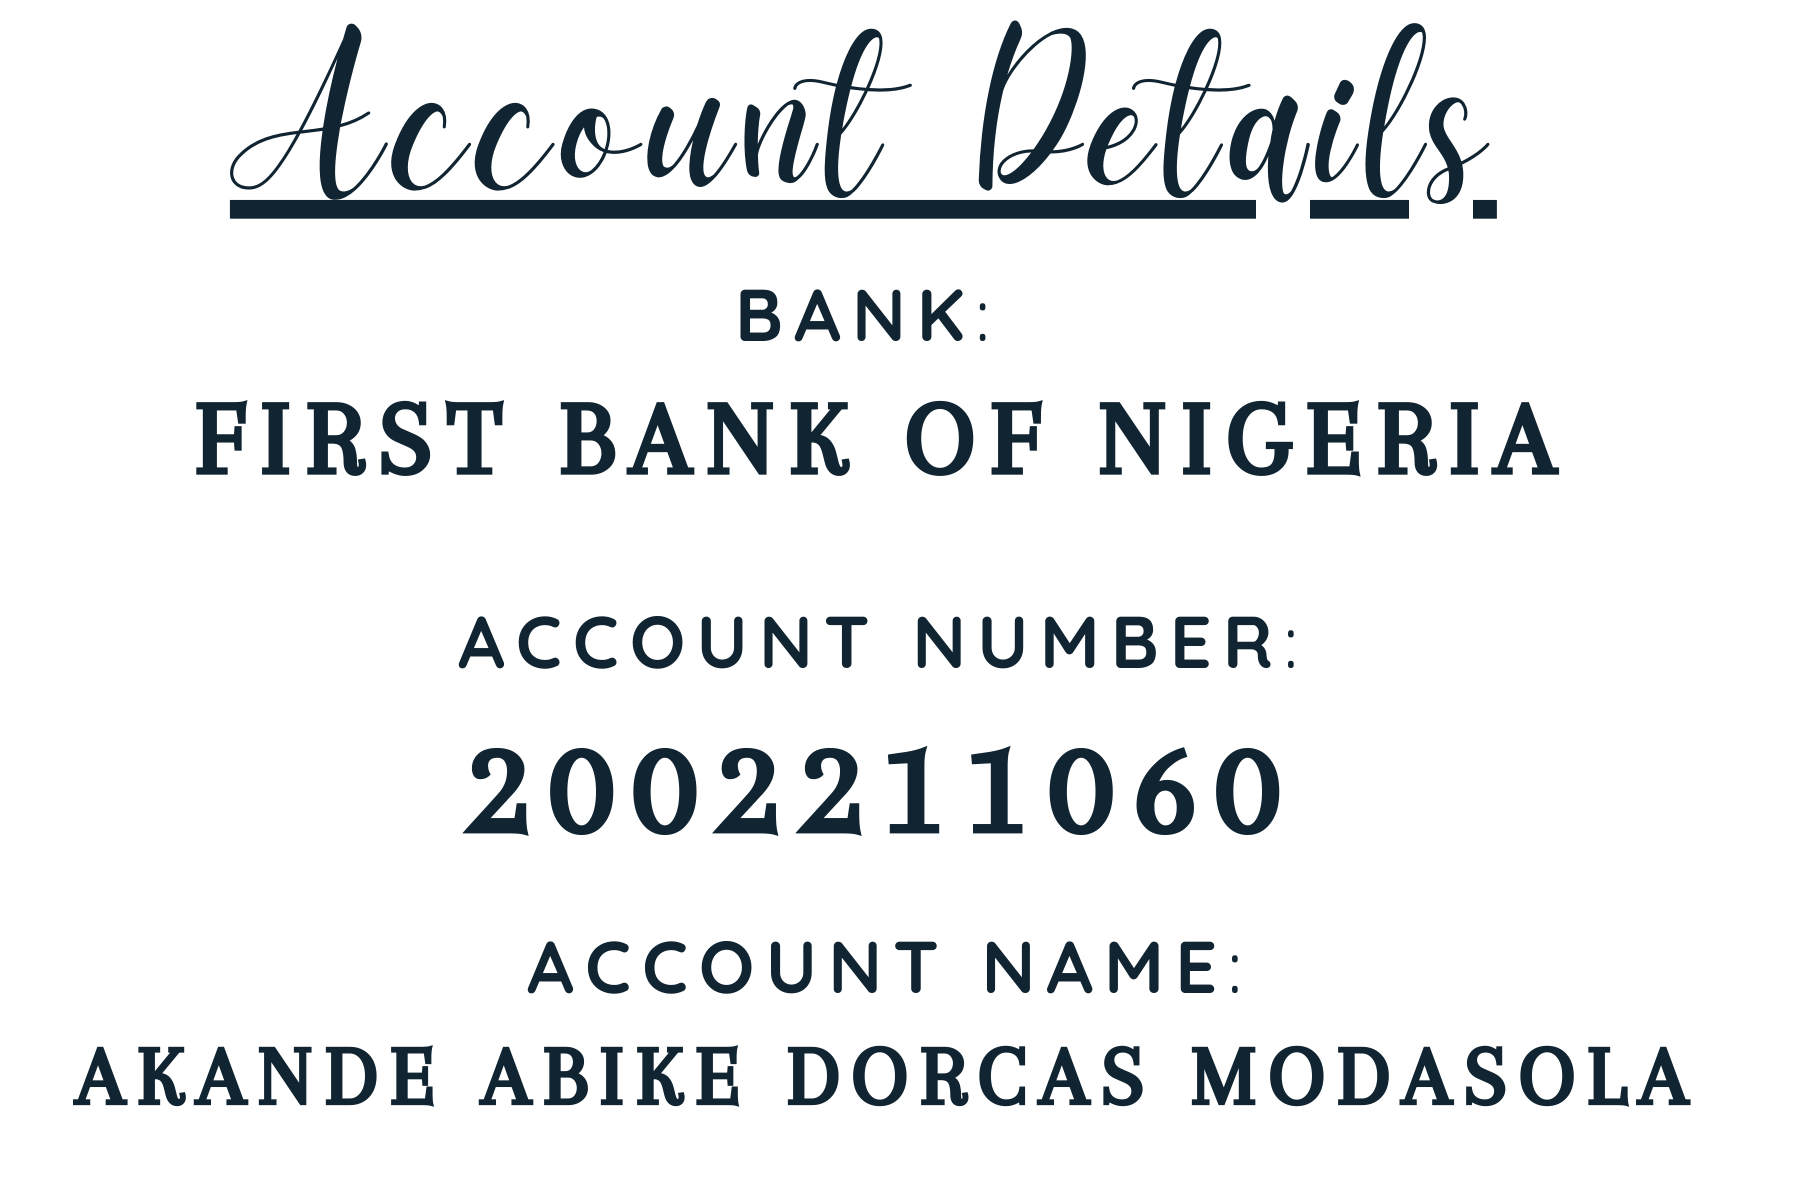 Account Details
BANK:
FIRST BANK OF NIGERIA
ACCOUNT NUMBER:
2002211060
ACCOUNT NAME:
AKANDE ABIKE DORCAS MODASOLA